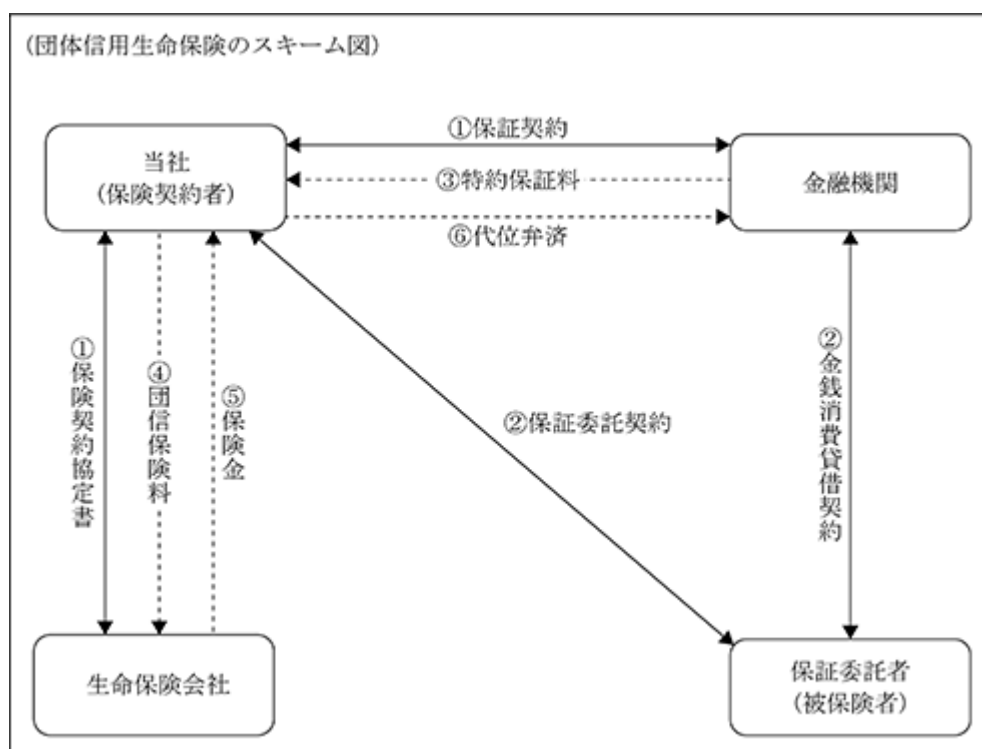 (団体信用生命保険のスキーム図)
当社
(保険契約者)
①保証契約
③特約保証料
⑥代位弁済
金融機関
①保険契約協定書
④団信保険料
⑤保険金
②保証委託契約
②金銭消費貸借契約
生命保険会社
保証委託者
(被保険者)